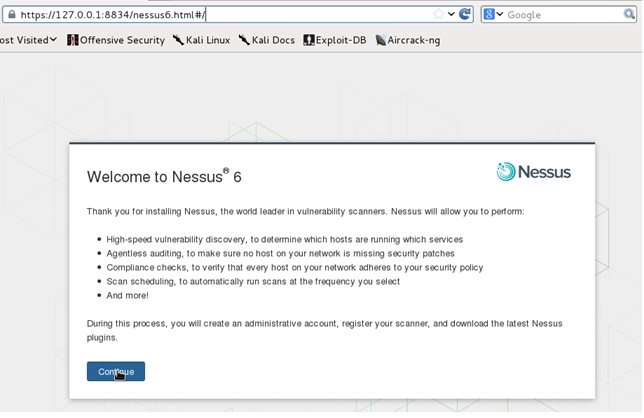 https://127.0.0.1:8834/nessus6.html#/
Google
ost Visited
Offensive Security
Kali Linux
Kali Docs
Exploit-DB
Aircrack-ng
Welcome to Nessus® 6
Nessus
Thank you for installing Nessus, the world leader in vulnerability scanners. Nessus will allow you to perform:
• High-speed vulnerability discovery, to determine which hosts are running which services
• Agentless auditing, to make sure no host on your network is missing security patches
• Compliance checks, to verify that every host on your network adheres to your security policy
• Scan scheduling, to automatically run scans at the frequency you select
• And more!
During this process, you will create an administrative account, register your scanner, and download the latest Nessus
plugins.
Continue